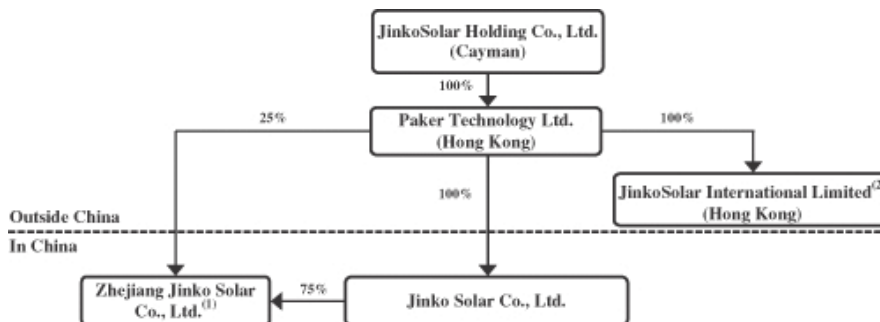 JinkoSolar Holding Co., Ltd.
(Cayman)
100%
25%
Paker Technology Ltd.
(Hong Kong)
100%
100%
JinkoSolar International Limited(2
(Hong Kong)
Outside China
In China
Zhejiang Jinko Solar
Co., Ltd.(1)
75%
Jinko Solar Co., Ltd.